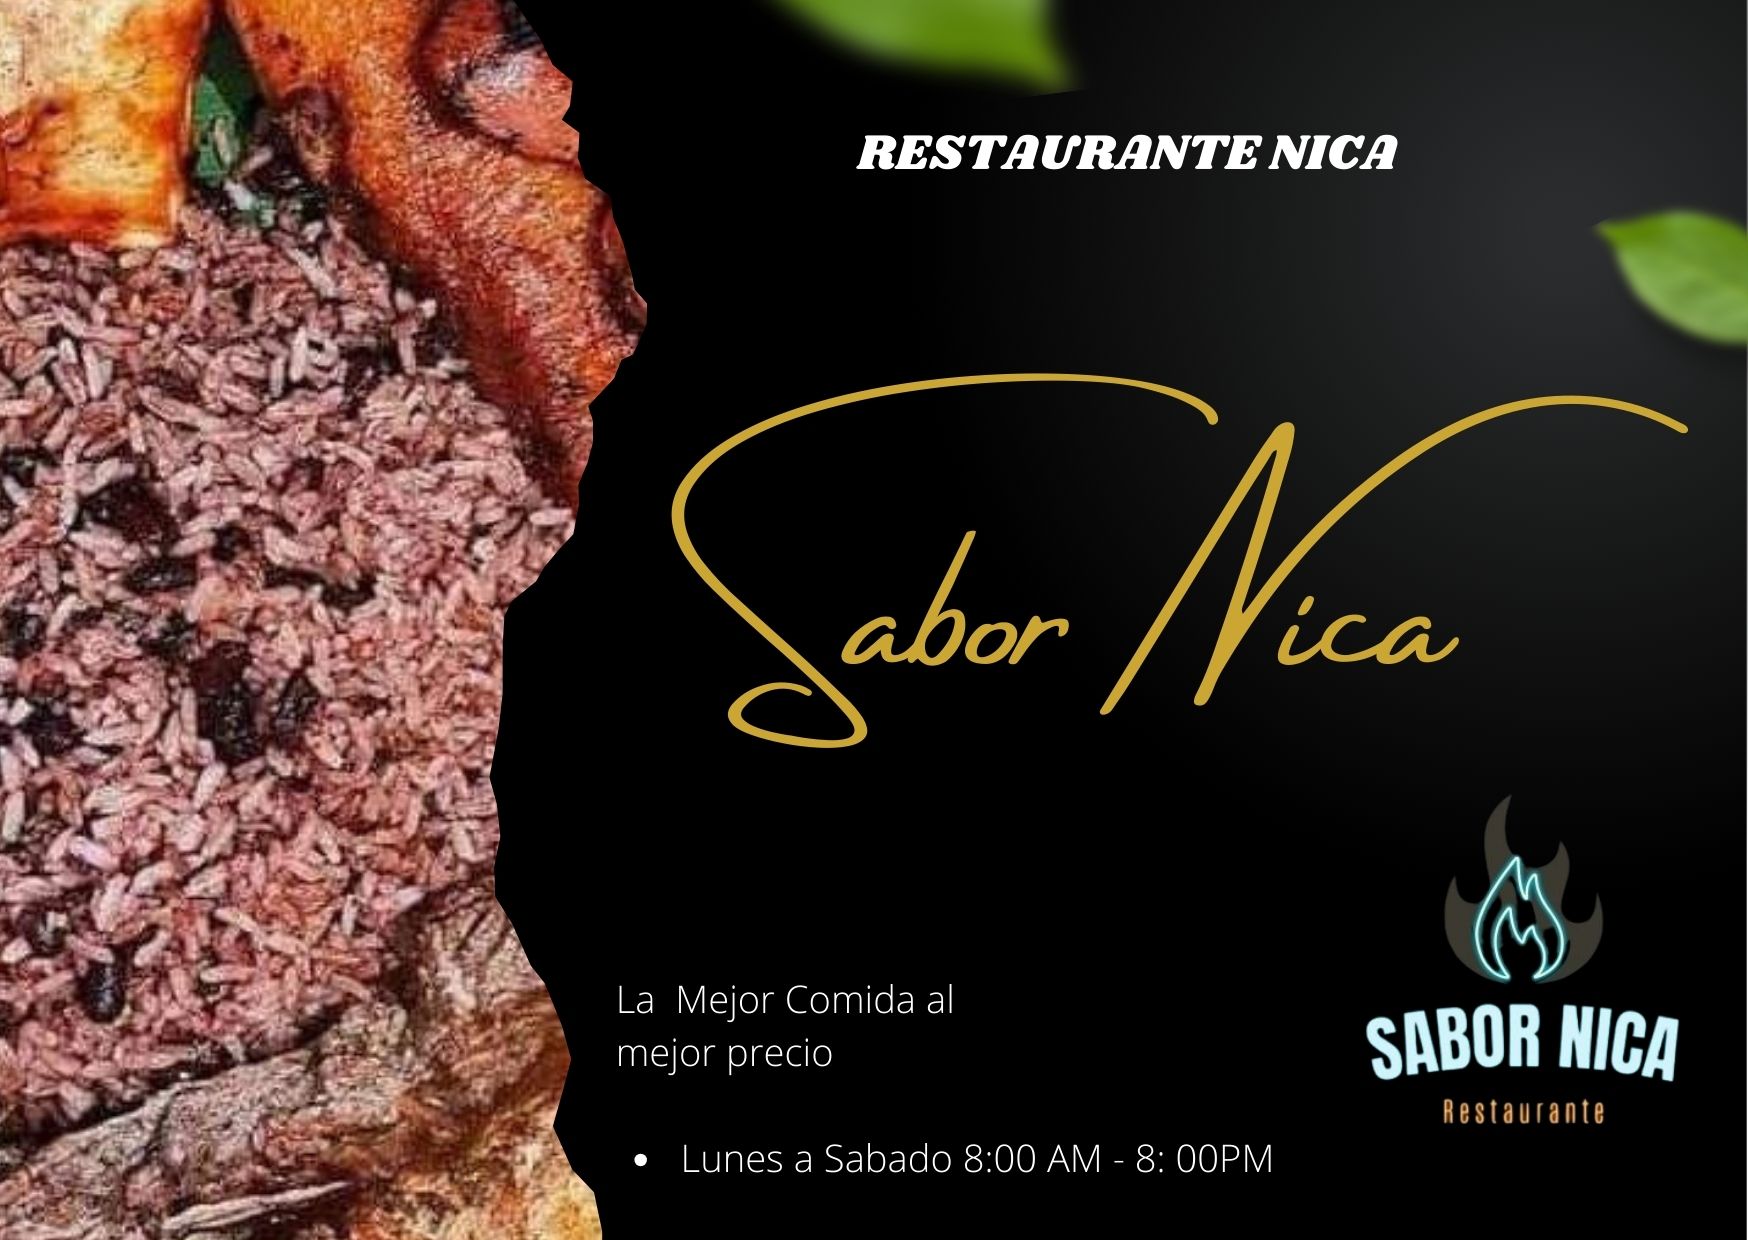 RESTAURANTE NICA
Sabor Nica
La  Mejor Comida al
mejor precio
• Lunes a Sabado 8:00 AM - 8: 00PM
SABOR NICA
Restaurante